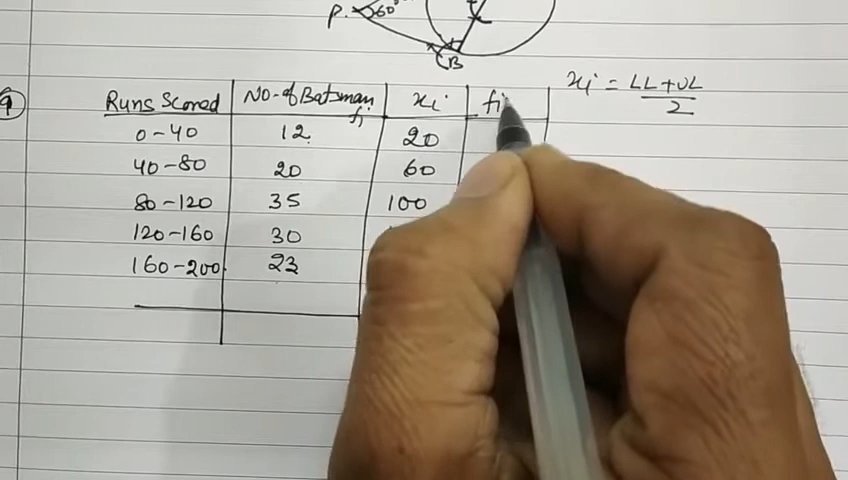 P. 60°
B
9
Runs Scored No. of Batsman fi xi fi xi = LL+UL
2
0-40 12 20
40-80 20 60
80-120 35 100
120-160 30
160-200 23